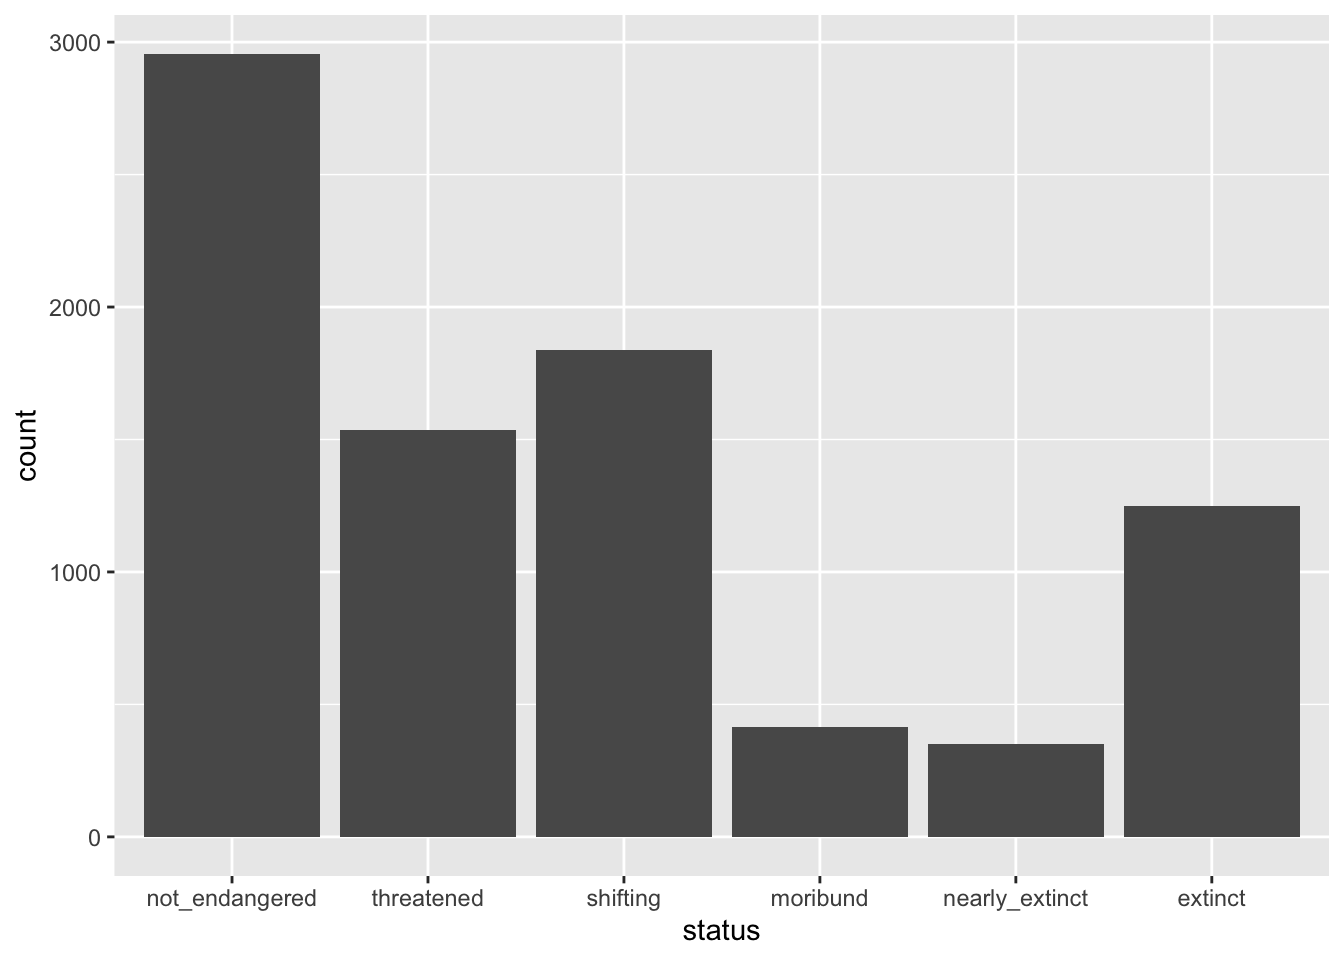 3000
2000
1000
0
count
not_endangered threatened shifting moribund nearly_extinct extinct
status